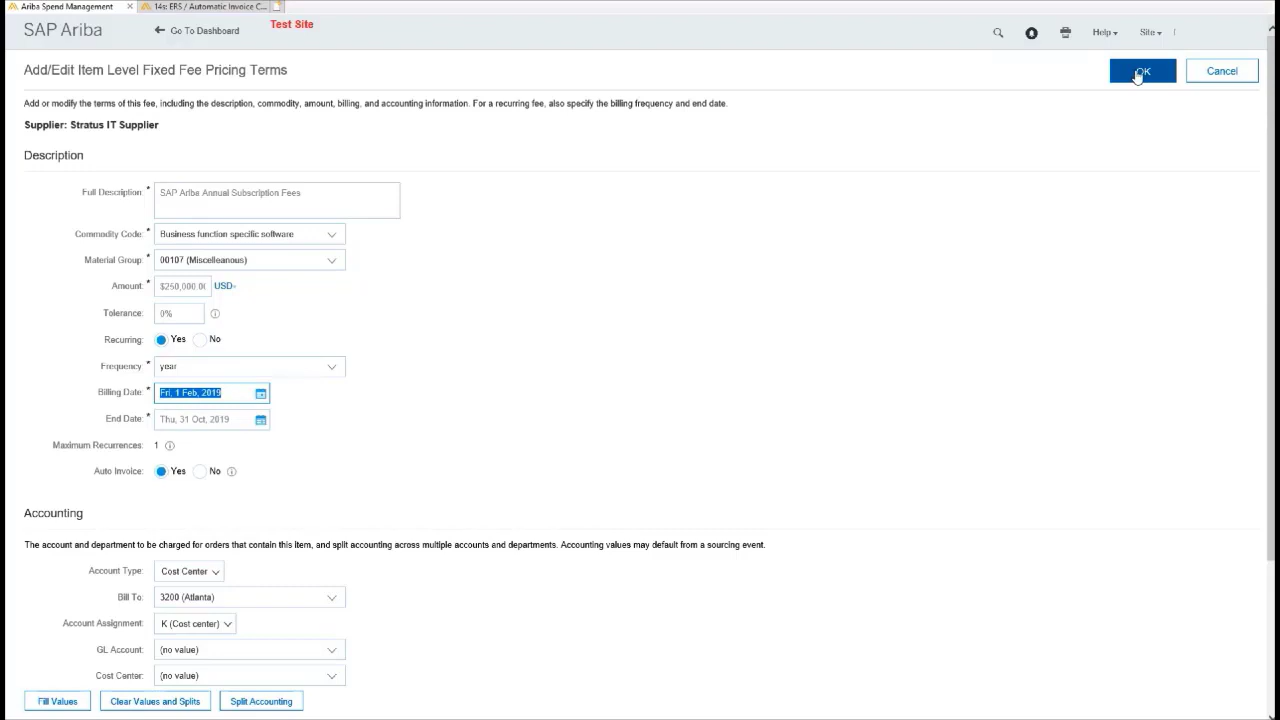 Ariba Spend Management
14s: ERS / Automatic Invoice C...
SAP Ariba
Go To Dashboard
Test Site
Help
Site
Add/Edit Item Level Fixed Fee Pricing Terms
OK
Cancel
Add or modify the terms of this fee, including the description, commodity, amount, billing, and accounting information. For a recurring fee, also specify the billing frequency and end date.
Supplier: Stratus IT Supplier
Description
Full Description: * SAP Ariba Annual Subscription Fees
Commodity Code: * Business function specific software
Material Group: * 00107 (Miscelleanous)
Amount: * $250,000.00 USD
Tolerance: 0%
Recurring: Yes No
Frequency * year
Billing Date: * Fri, 1 Feb, 2019
End Date: * Thu, 31 Oct, 2019
Maximum Recurrences: 1
Auto Invoice: Yes No
Accounting
The account and department to be charged for orders that contain this item, and split accounting across multiple accounts and departments. Accounting values may default from a sourcing event.
Account Type: Cost Center
Bill To: 3200 (Atlanta)
Account Assignment: K (Cost center)
GL Account: (no value)
Cost Center: (no value)
Fill Values
Clear Values and Splits
Split Accounting